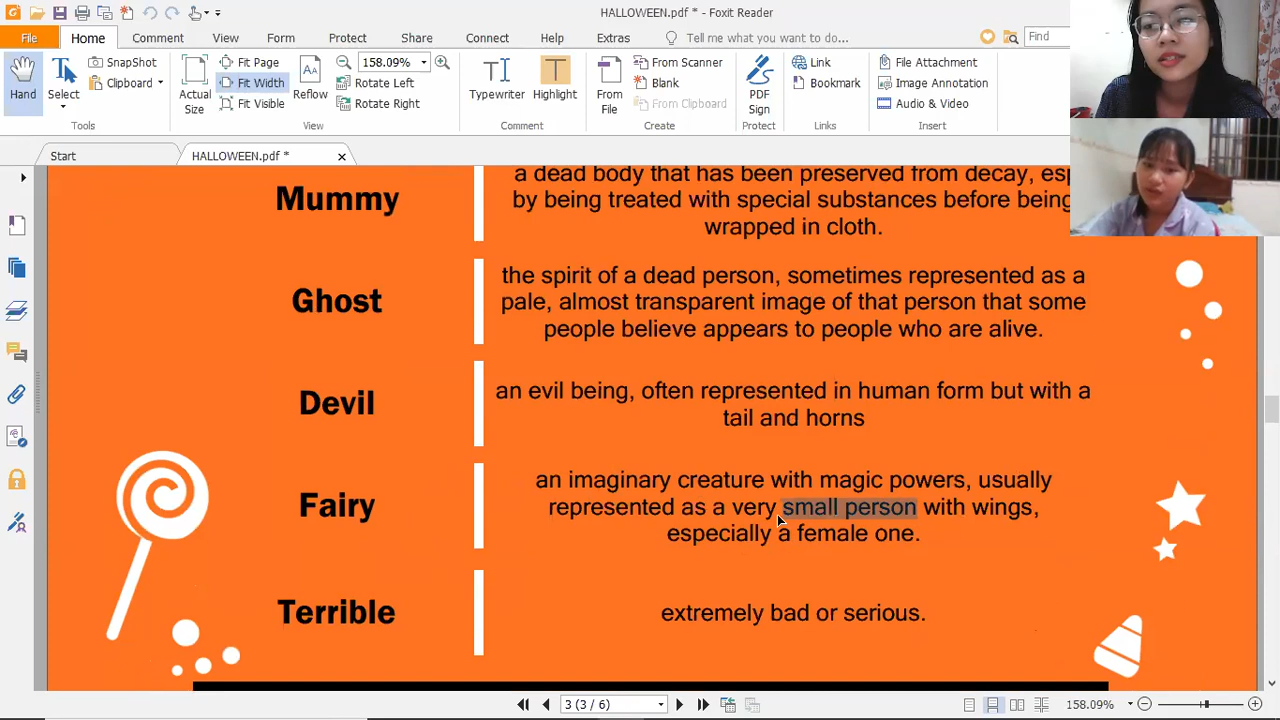 HALLOWEEN.pdf * - Foxit Reader
File Home Comment View Form Protect Share Connect Help Extras Tell me what you want to do... Find
Hand
Select
SnapShot
Clipboard
Tools
Actual Size
Fit Page
Fit Width
Fit Visible
Reflow
158.09%
Rotate Left
Rotate Right
View
Typewriter
Highlight
Comment
From File
From Scanner
Blank
From Clipboard
Create
PDF Sign
Protect
Link
Bookmark
Links
File Attachment
Image Annotation
Audio & Video
Insert
Start
HALLOWEEN.pdf *
Mummy
a dead body that has been preserved from decay, esp
by being treated with special substances before being
wrapped in cloth.
Ghost
the spirit of a dead person, sometimes represented as a
pale, almost transparent image of that person that some
people believe appears to people who are alive.
Devil
an evil being, often represented in human form but with a
tail and horns
Fairy
an imaginary creature with magic powers, usually
represented as a very small person with wings,
especially a female one.
Terrible
extremely bad or serious.
3 (3 / 6)
158.09%